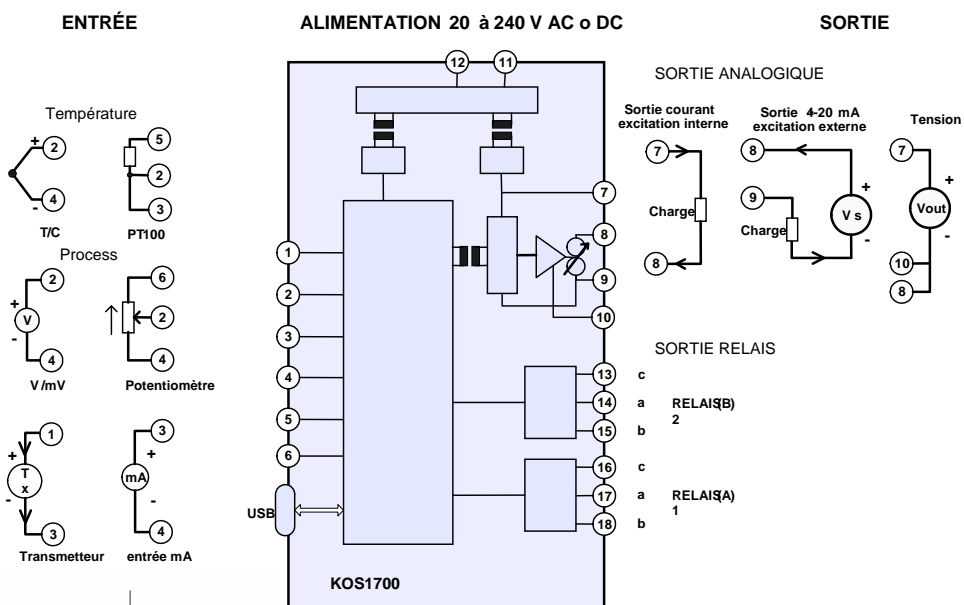 ENTRÉE
ALIMENTATION 20 à 240 V AC o DC
SORTIE
12
11
SORTIE ANALOGIQUE
Température
+
2
4
-
T/C
5
2
3
PT100
Process
2
+
V
-
4
V/mV
6
2
4
Potentiomètre
1
+
T
x
-
3
Transmetteur
3
+
mA
-
4
entrée mA
1
2
3
4
5
6
USB
7
8
9
10
13
c
14
a
15
b
16
c
17
a
18
b
KOS1700
Sortie courant
excitation interne
7
Charge
8
Sortie 4-20 mA
excitation externe
8
9
Charge
+
V s
-
Tension
7
+
Vout
-
10
8
SORTIE RELAIS
RELAIS(B)
2
RELAIS(A)
1